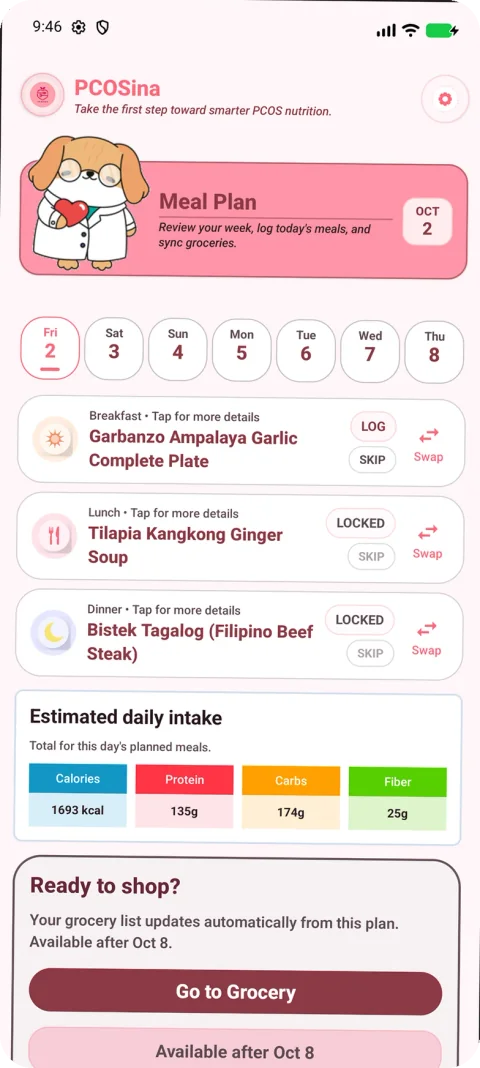 9:46
PCOSina
Take the first step toward smarter PCOS nutrition.
Meal Plan
Review your week, log today's meals, and
sync groceries.
OCT
2
Fri
2
Sat
3
Sun
4
Mon
5
Tue
6
Wed
7
Thu
8
Breakfast • Tap for more details
Garbanzo Ampalaya Garlic
Complete Plate
LOG
SKIP
Swap
Lunch • Tap for more details
Tilapia Kangkong Ginger
Soup
LOCKED
SKIP
Swap
Dinner • Tap for more details
Bistek Tagalog (Filipino Beef
Steak)
LOCKED
SKIP
Swap
Estimated daily intake
Total for this day's planned meals.
Calories
Protein
Carbs
Fiber
1693 kcal
135g
174g
25g
Ready to shop?
Your grocery list updates automatically from this plan.
Available after Oct 8.
Go to Grocery
Available after Oct 8